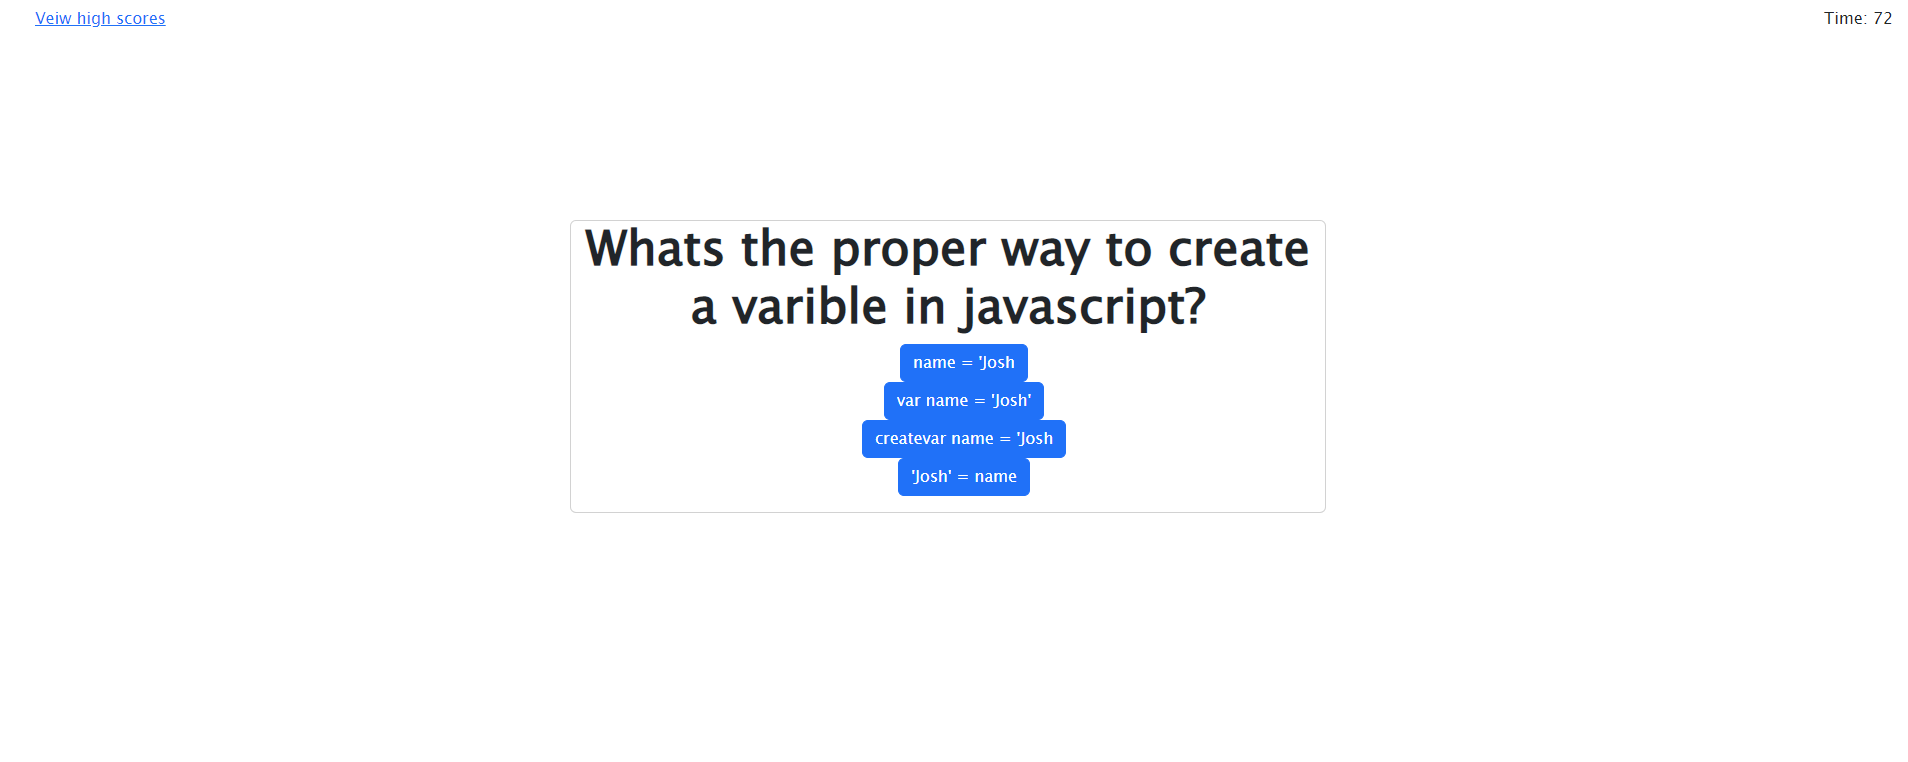 Veiw high scores
Time: 72
Whats the proper way to create
a varible in javascript?
name = 'Josh
var name = 'Josh'
createvar name = 'Josh
'Josh' = name